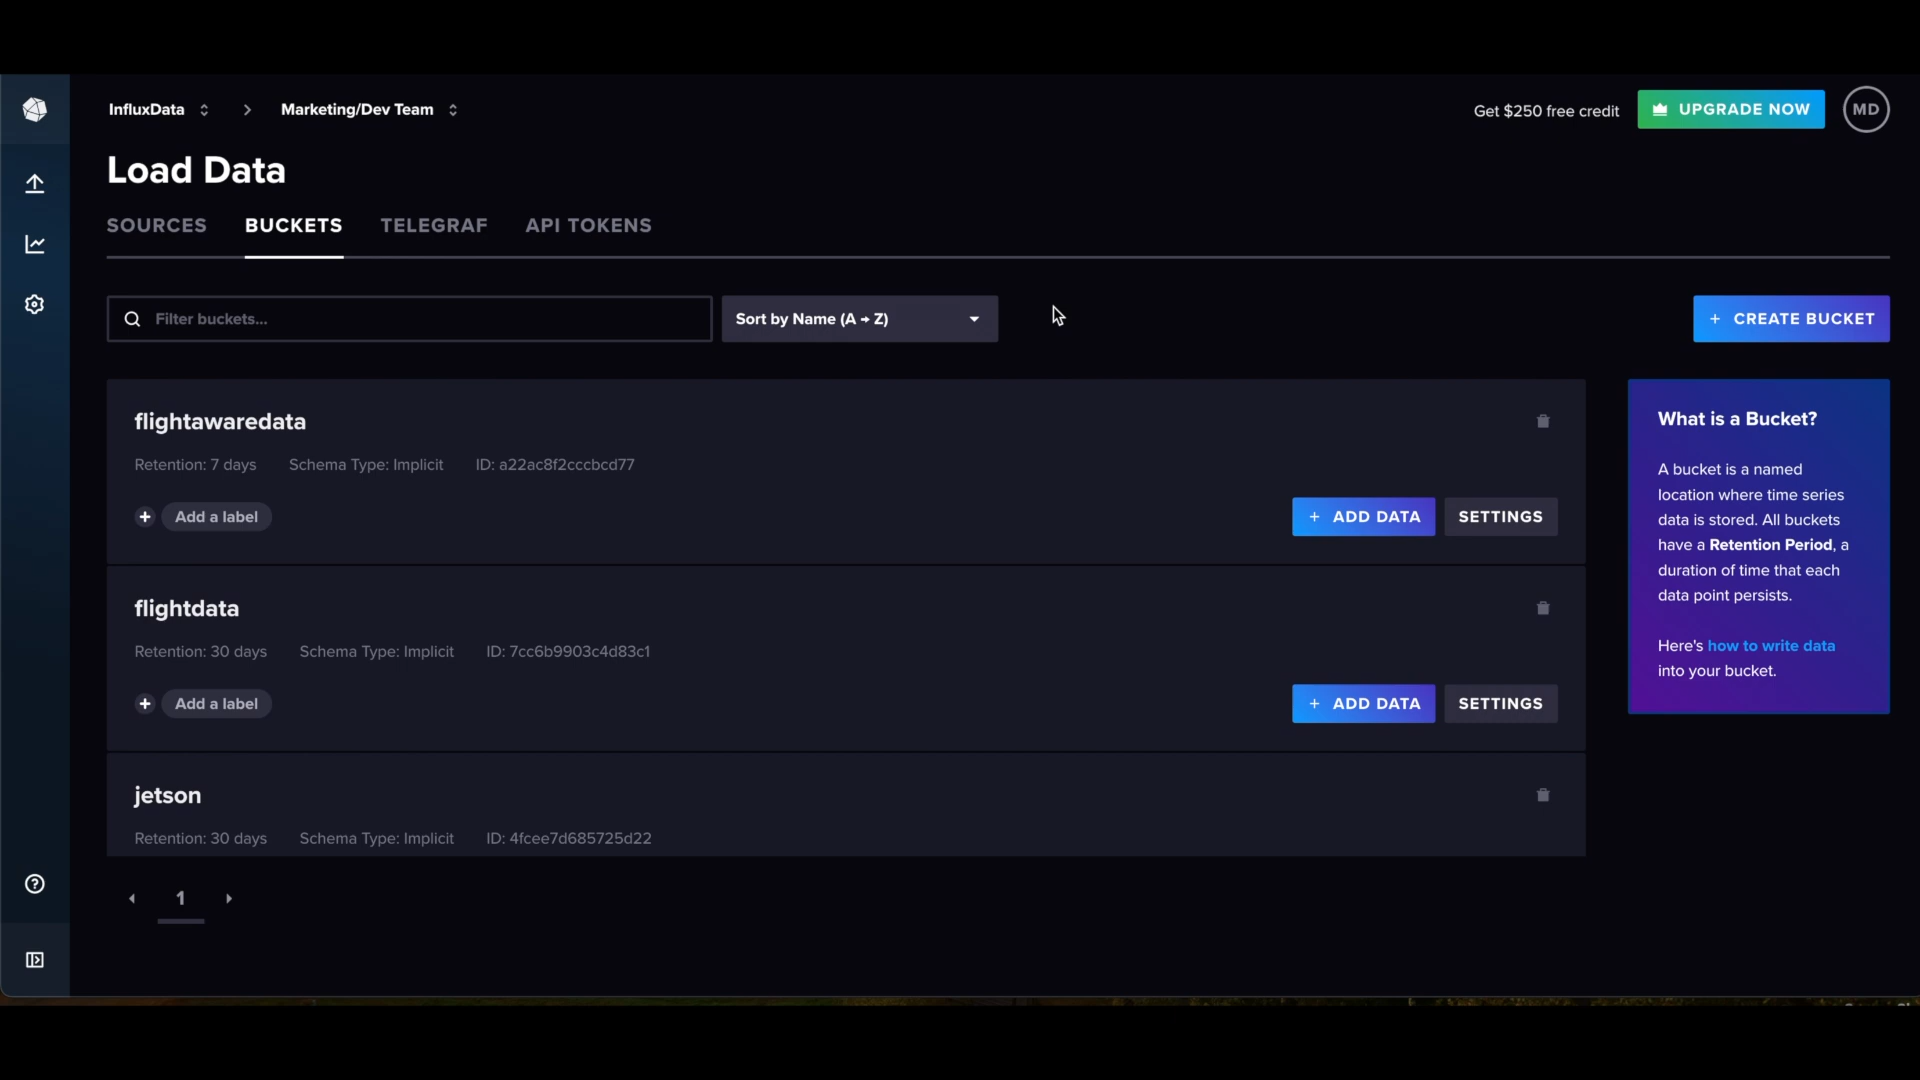 InfluxData
Marketing/Dev Team
Get $250 free credit
UPGRADE NOW
MD
Load Data
SOURCES
BUCKETS
TELEGRAF
API TOKENS
Filter buckets...
Sort by Name (A → Z)
+ CREATE BUCKET
flightawaredata
Retention: 7 days
Schema Type: Implicit
ID: a22ac8f2cccbcd77
+ Add a label
+ ADD DATA
SETTINGS
flightdata
Retention: 30 days
Schema Type: Implicit
ID: 7cc6b9903c4d83c1
+ Add a label
+ ADD DATA
SETTINGS
jetson
Retention: 30 days
Schema Type: Implicit
ID: 4fcee7d685725d22
1
What is a Bucket?
A bucket is a named
location where time series
data is stored. All buckets
have a Retention Period, a
duration of time that each
data point persists.
Here's how to write data
into your bucket.